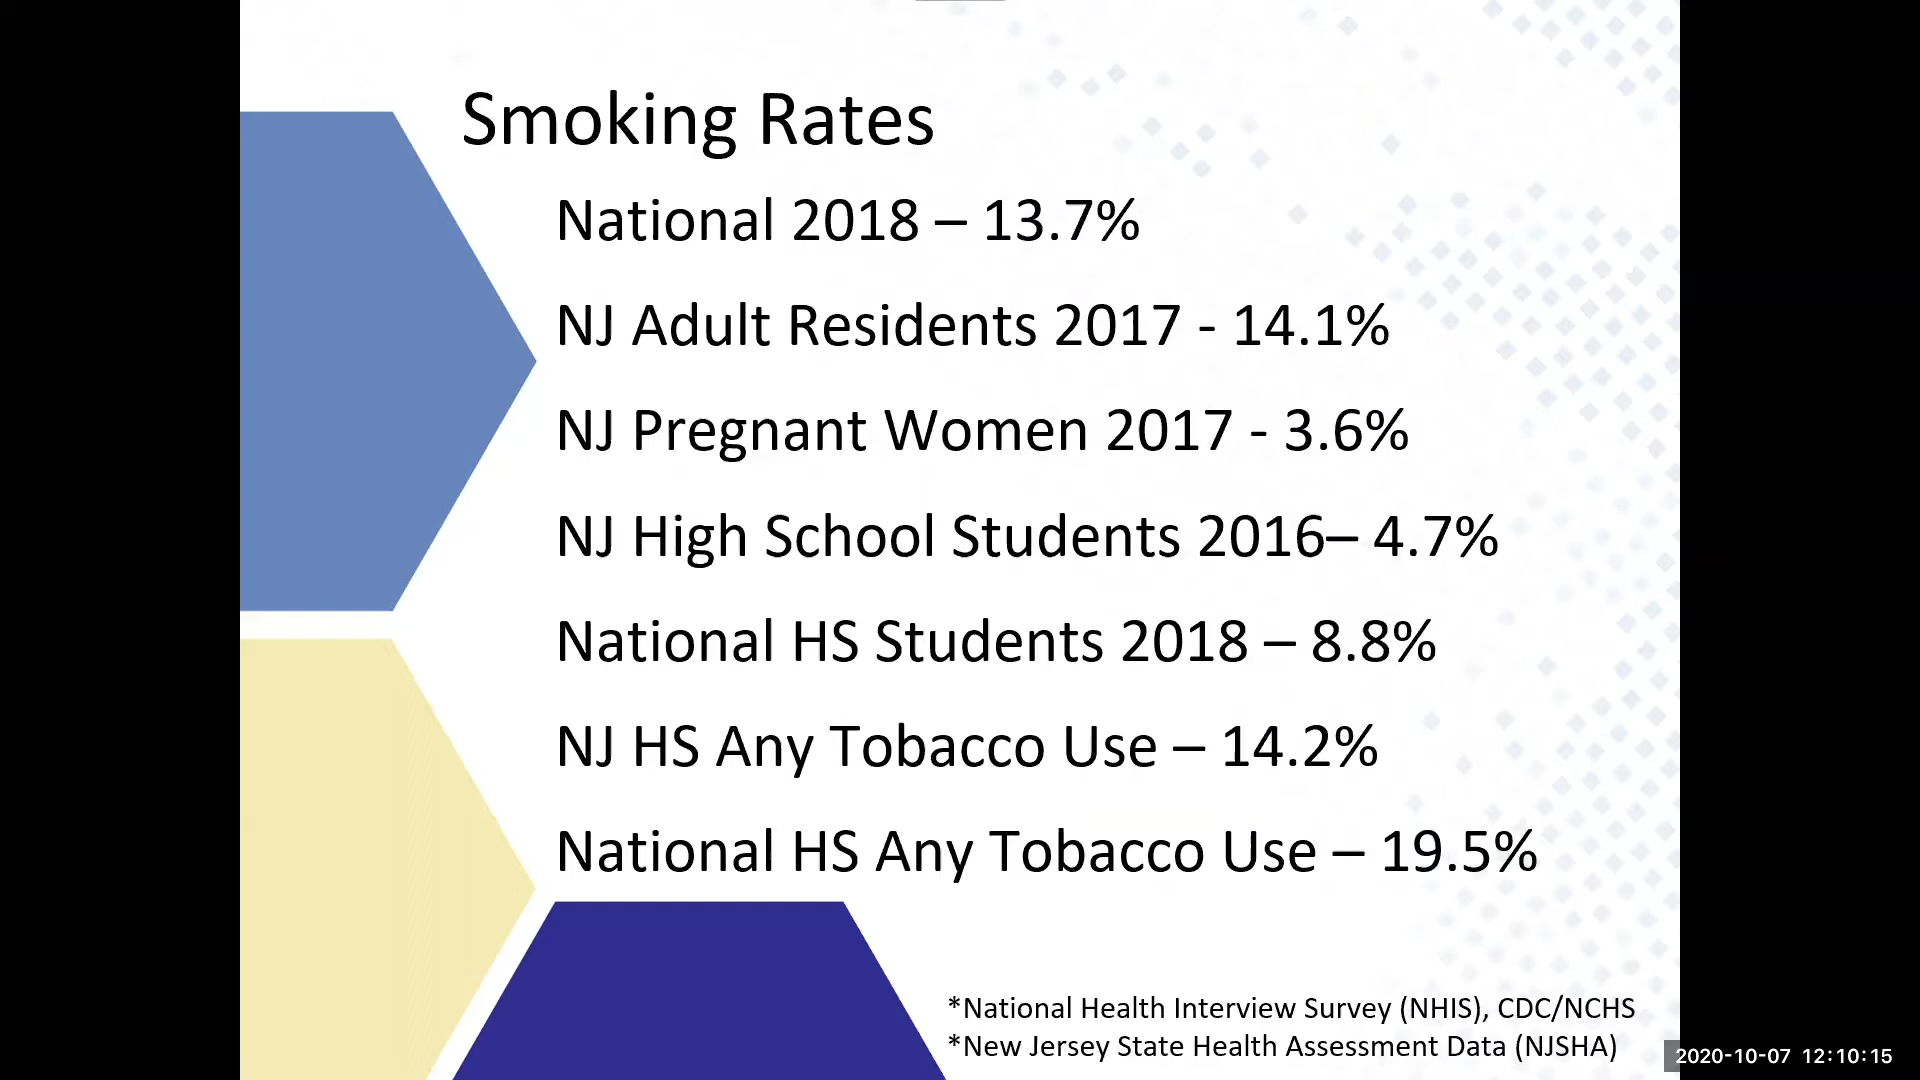 Smoking Rates
National 2018 – 13.7%
NJ Adult Residents 2017 - 14.1%
NJ Pregnant Women 2017 - 3.6%
NJ High School Students 2016– 4.7%
National HS Students 2018 – 8.8%
NJ HS Any Tobacco Use – 14.2%
National HS Any Tobacco Use – 19.5%
*National Health Interview Survey (NHIS), CDC/NCHS
*New Jersey State Health Assessment Data (NJSHA)
2020-10-07 12:10:15